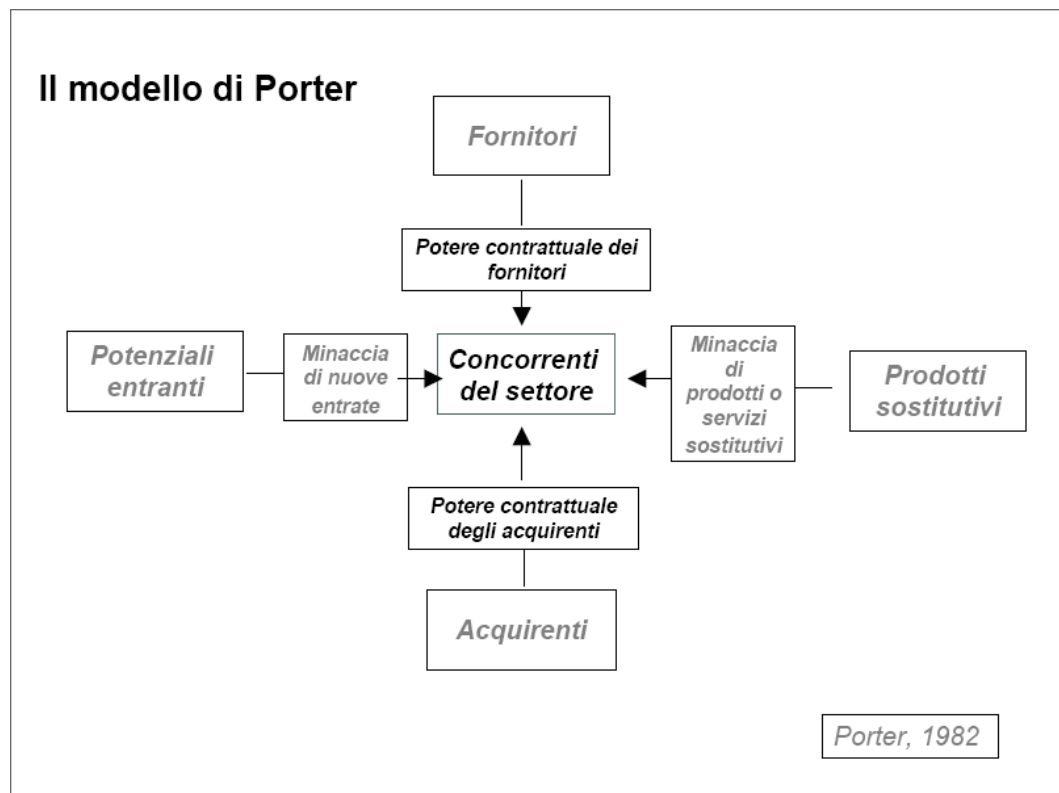 Il modello di Porter
Fornitori
Potere contrattuale dei
fornitori
Potenziali
entranti
Minaccia
di nuove
entrate
Concorrenti
del settore
Minaccia
di
prodotti o
servizi
sostitutivi
Prodotti
sostitutivi
Potere contrattuale
degli acquirenti
Acquirenti
Porter, 1982